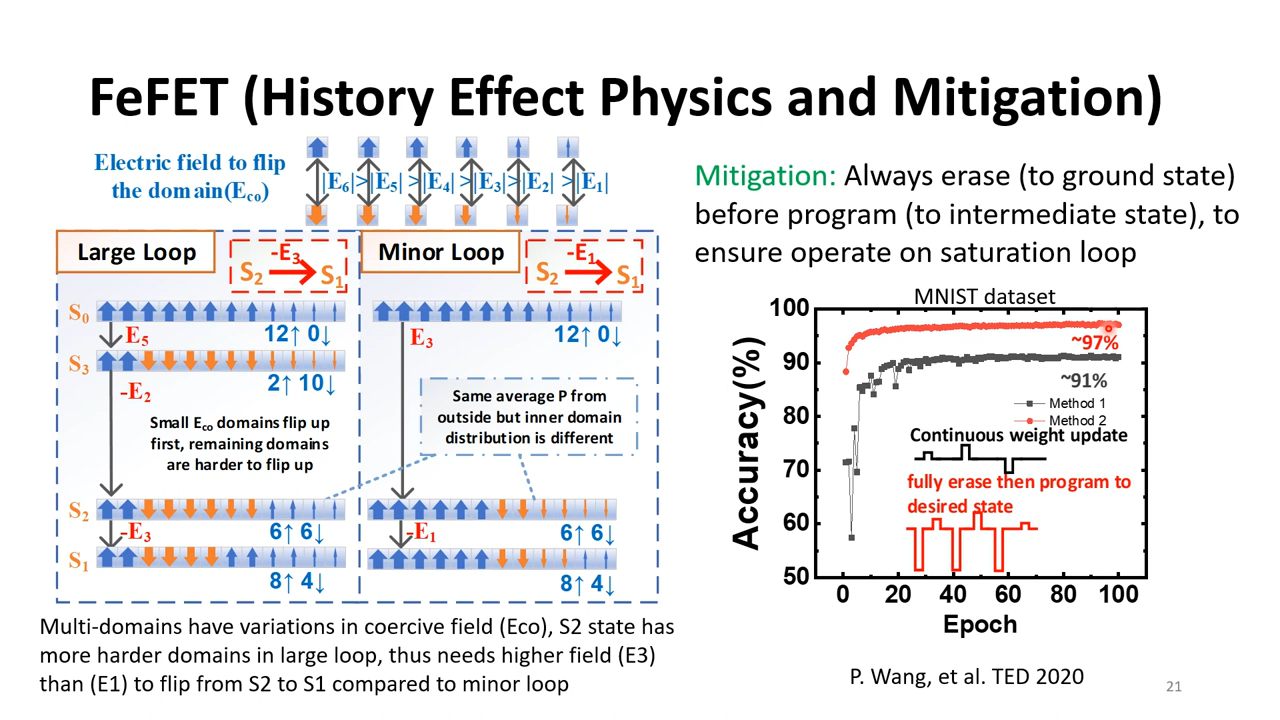 FeFET (History Effect Physics and Mitigation)
Electric field to flip
the domain(Eco)
|E6|>|E5| >|E4| >|E3|>|E2| >|E1|
Large Loop
-E3
S2 S1
Minor Loop
-E1
S2 S1
S0
12↑ 0↓
12↑ 0↓
E5
E3
S3
2↑ 10↓
-E2
Small Eco domains flip up
first, remaining domains
are harder to flip up
Same average P from
outside but inner domain
distribution is different
S2
6↑ 6↓
6↑ 6↓
-E3
-E1
S1
8↑ 4↓
8↑ 4↓
Multi-domains have variations in coercive field (Eco), S2 state has
more harder domains in large loop, thus needs higher field (E3)
than (E1) to flip from S2 to S1 compared to minor loop
Mitigation: Always erase (to ground state)
before program (to intermediate state), to
ensure operate on saturation loop
MNIST dataset
100
90
80
70
60
50
Accuracy(%)
~97%
~91%
Method 1
Method 2
Continuous weight update
fully erase then program to
desired state
0 20 40 60 80 100
Epoch
P. Wang, et al. TED 2020
21